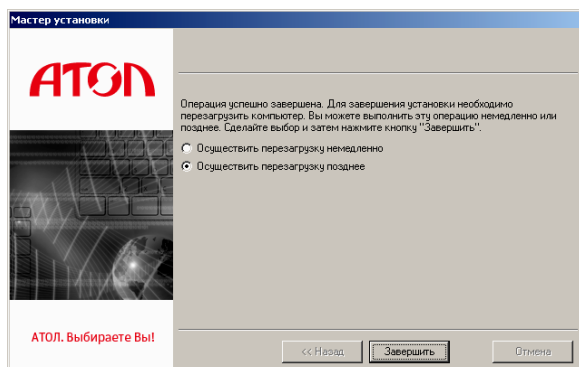 Мастер установки
АТОЛ
Операция успешно завершена. Для завершения установки необходимо
перезагрузить компьютер. Вы можете выполнить эту операцию немедленно или
позднее. Сделайте выбор и затем нажмите кнопку "Завершить".
Осуществить перезагрузку немедленно
Осуществить перезагрузку позднее
АТОЛ. Выбираете Вы!
<< Назад
Завершить
Отмена